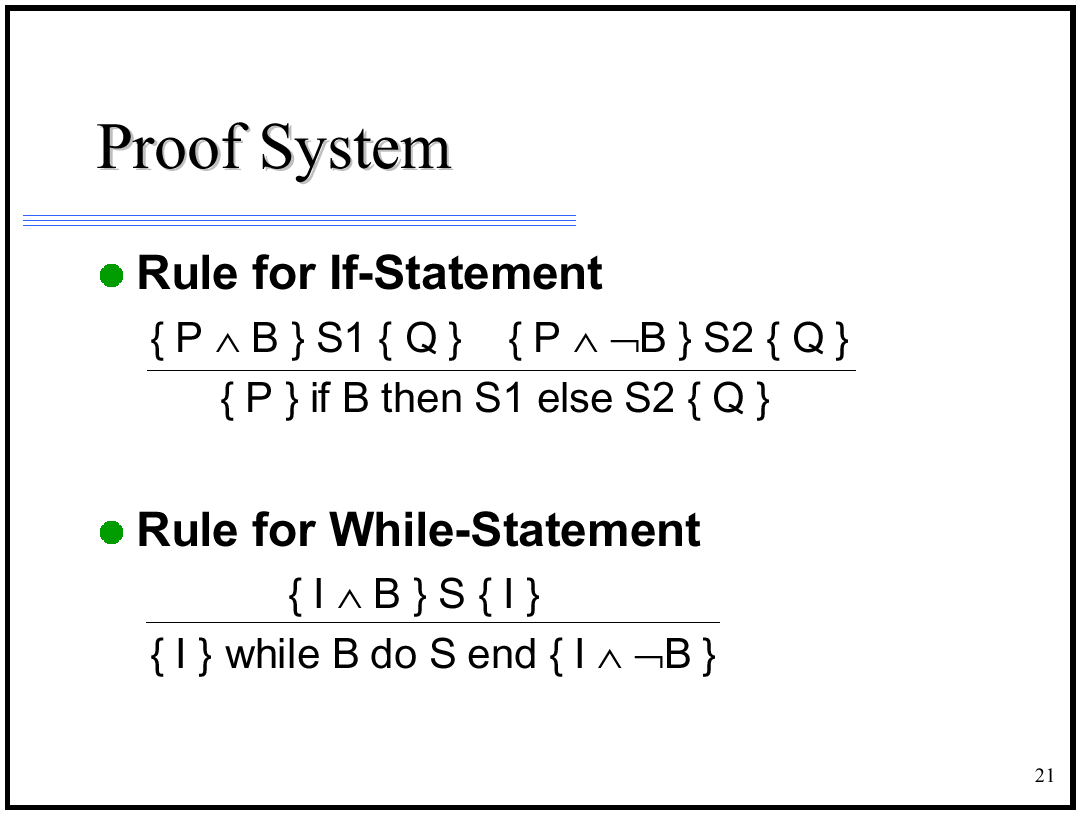 Proof System
Rule for If-Statement
{ P ∧ B } S1 { Q } { P ∧ ¬B } S2 { Q }
{ P } if B then S1 else S2 { Q }
Rule for While-Statement
{ I ∧ B } S { I }
{ I } while B do S end { I ∧ ¬B }
21